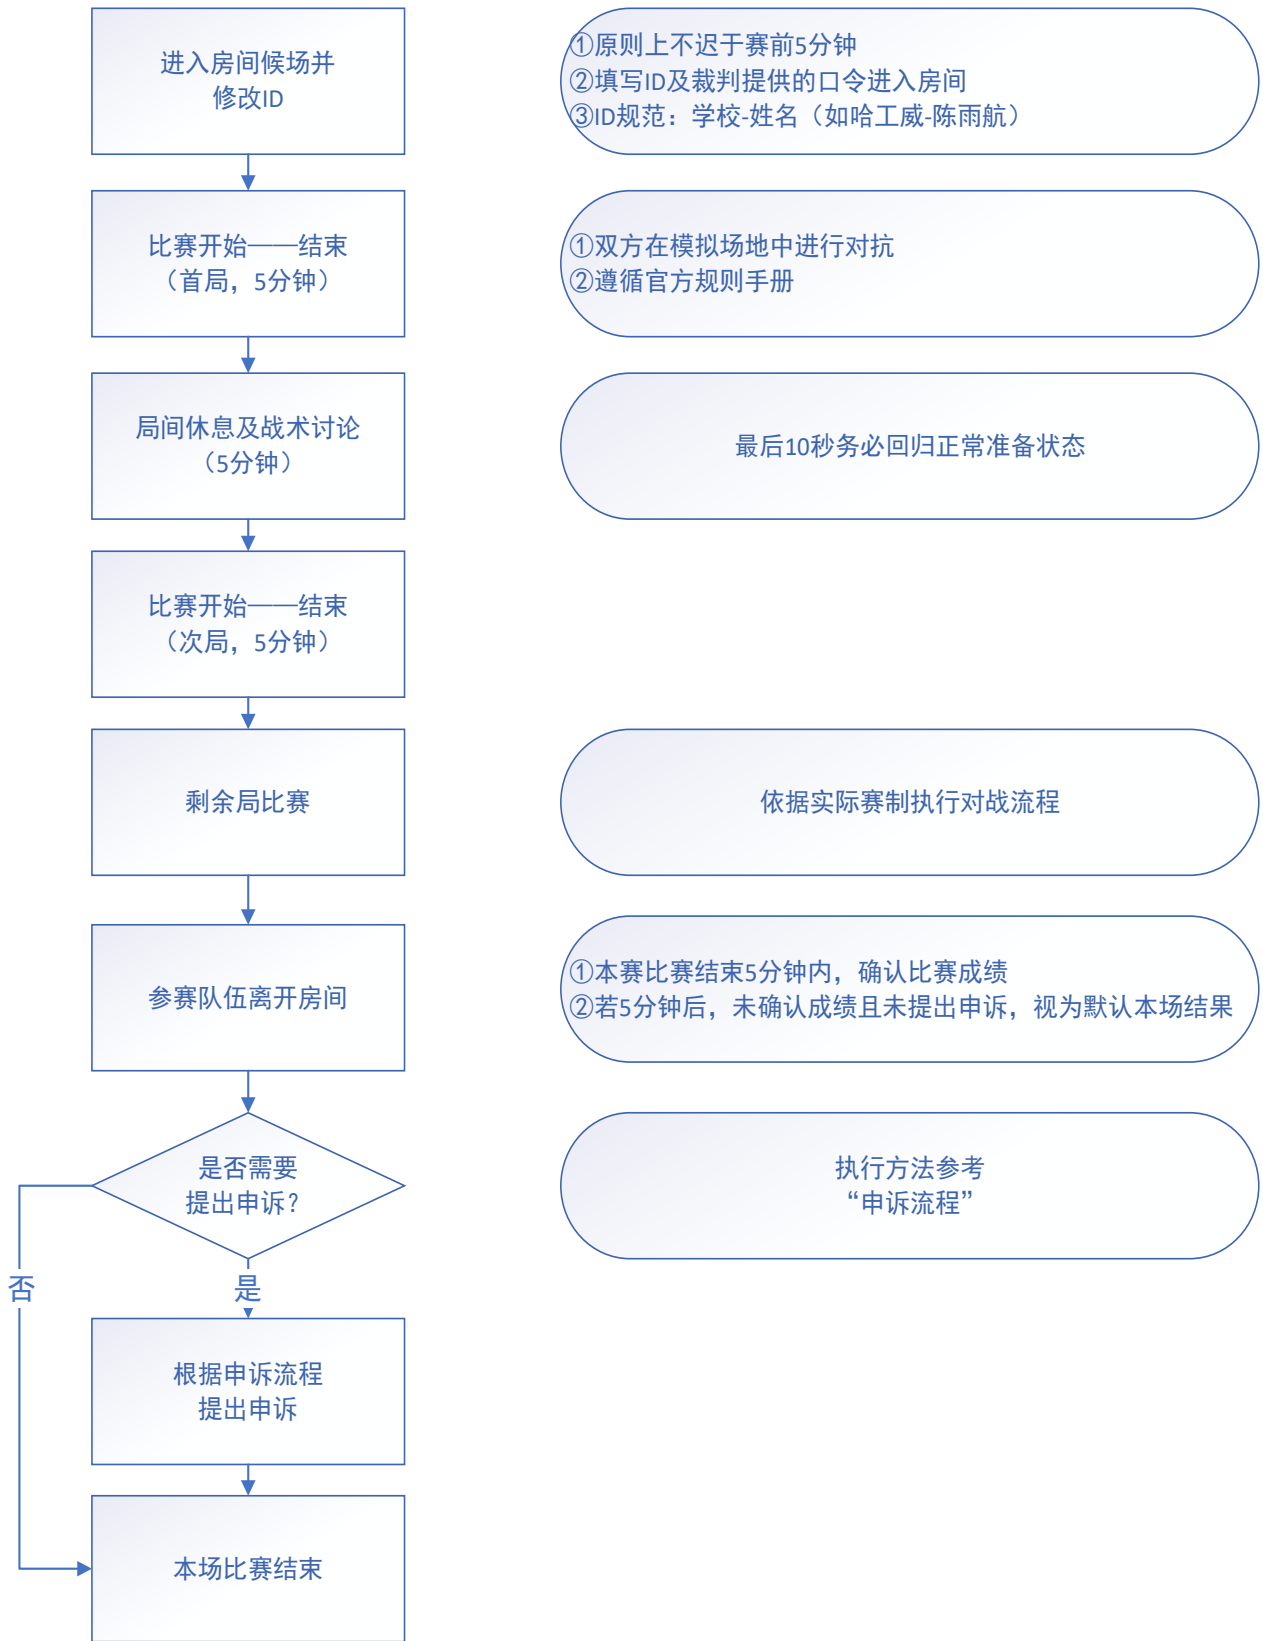 进入房间候场并
修改ID
①原则上不迟于赛前5分钟
②填写ID及裁判提供的口令进入房间
③ID规范：学校-姓名（如哈工威-陈雨航）
比赛开始——结束
（首局，5分钟）
①双方在模拟场地中进行对抗
②遵循官方规则手册
局间休息及战术讨论
（5分钟）
最后10秒务必回归正常准备状态
比赛开始——结束
（次局，5分钟）
剩余局比赛
依据实际赛制执行对战流程
参赛队伍离开房间
①本赛比赛结束5分钟内，确认比赛成绩
②若5分钟后，未确认成绩且未提出申诉，视为默认本场结果
是否需要
提出申诉？
执行方法参考
“申诉流程”
否
是
根据申诉流程
提出申诉
本场比赛结束